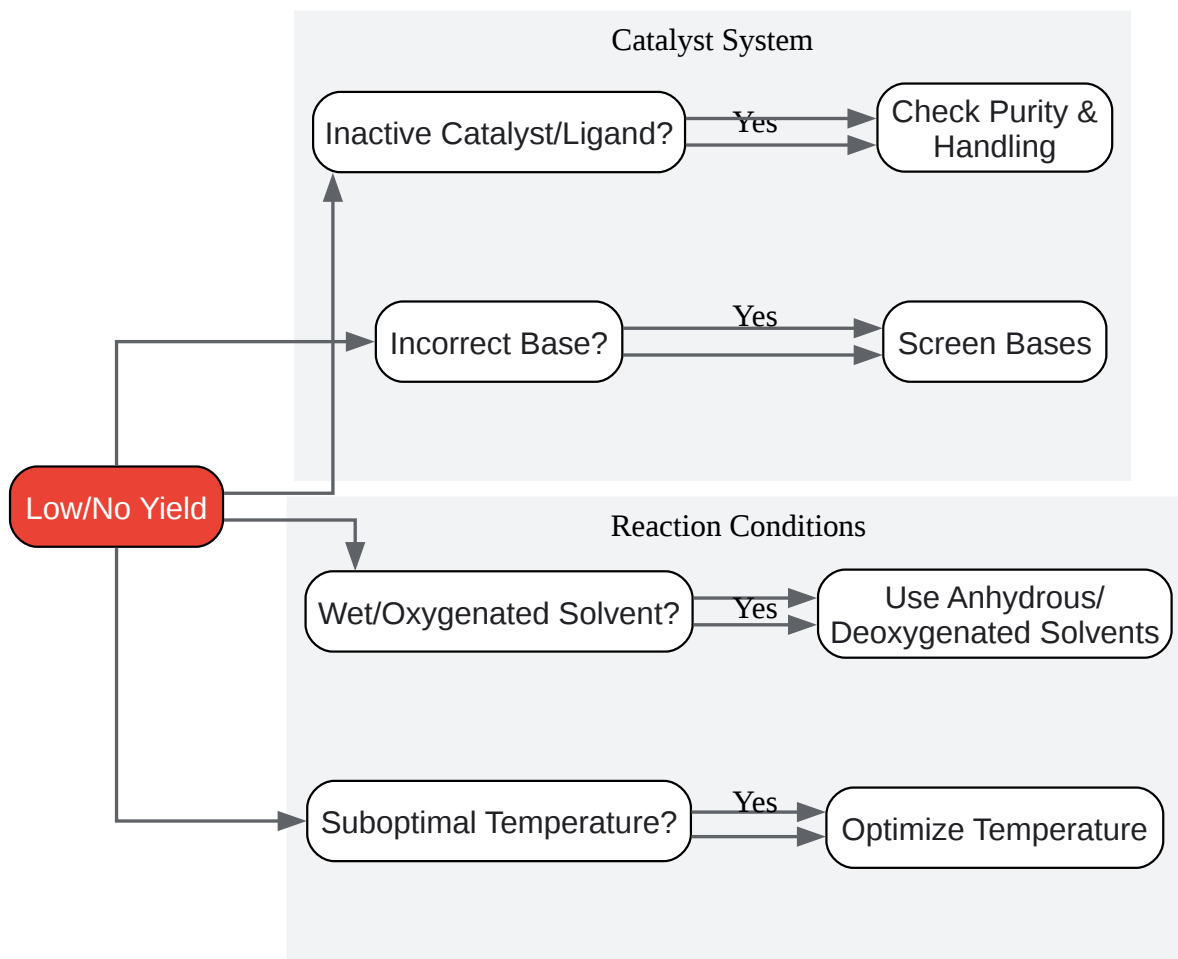 Catalyst System
Inactive Catalyst/Ligand?
Yes
Check Purity &
Handling
Incorrect Base?
Yes
Screen Bases
Low/No Yield
Reaction Conditions
Wet/Oxygenated Solvent?
Yes
Use Anhydrous/
Deoxygenated Solvents
Suboptimal Temperature?
Yes
Optimize Temperature